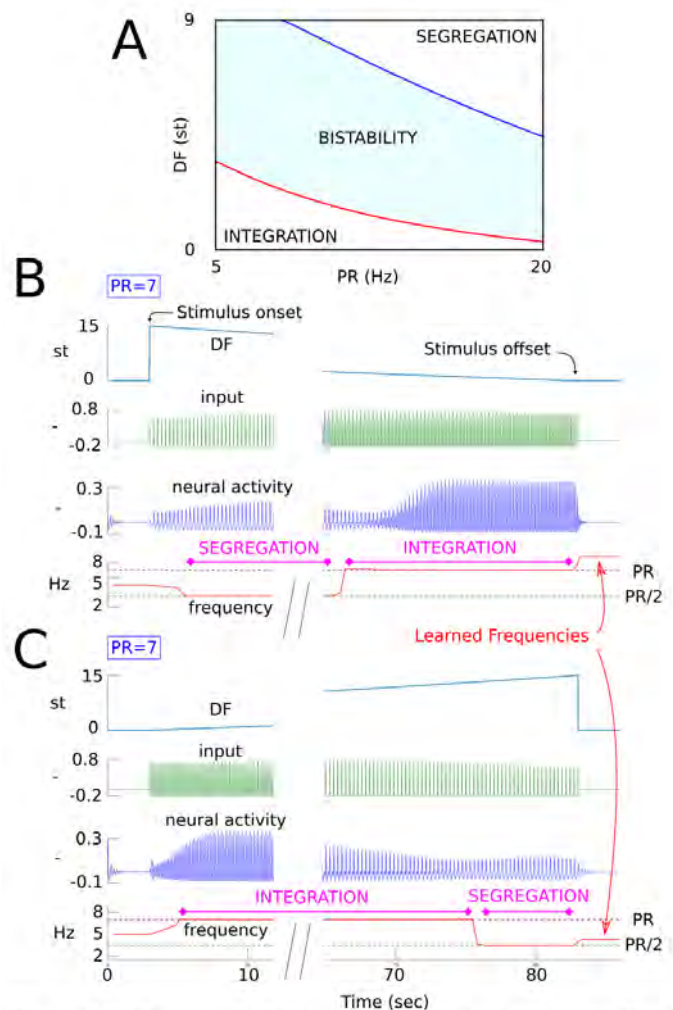 A
9
SEGREGATION
DF (st)
BISTABILITY
INTEGRATION
0
5
PR (Hz)
20
B
PR=7
Stimulus onset
15
st
DF
0
Stimulus offset
input
0.8
-
-0.2
neural activity
0.3
-
-0.1
SEGREGATION
INTEGRATION
8
PR
Hz
5
2
frequency
PR/2
Learned Frequencies
C
PR=7
15
st
DF
0
input
0.8
-
-0.2
neural activity
0.3
-
-0.1
INTEGRATION
SEGREGATION
8
PR
Hz
5
frequency
2
PR/2
0
10
70
80
Time (sec)